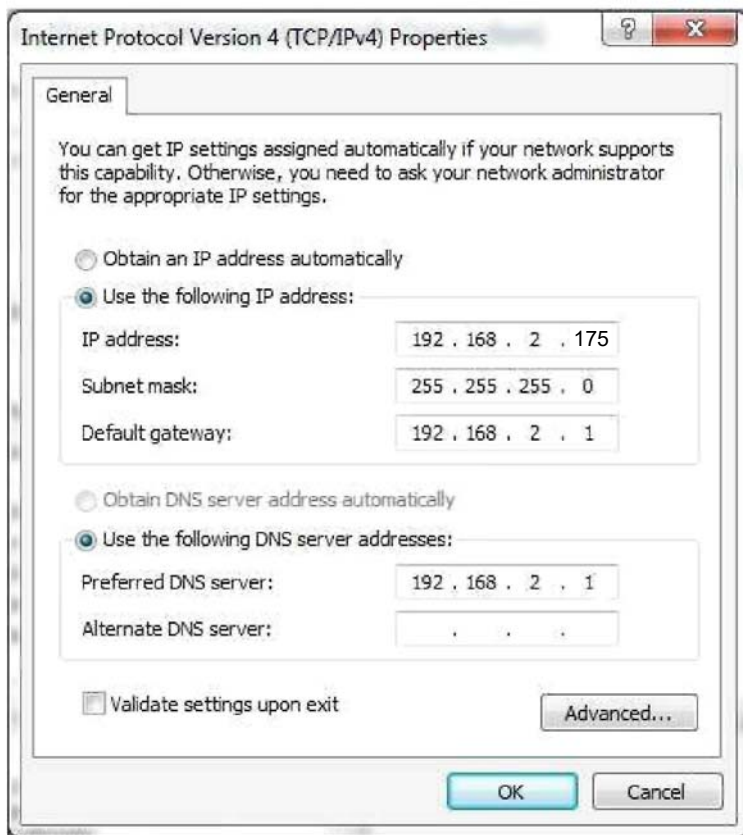 Internet Protocol Version 4 (TCP/IPv4) Properties
?
X
General
You can get IP settings assigned automatically if your network supports
this capability. Otherwise, you need to ask your network administrator
for the appropriate IP settings.
Obtain an IP address automatically
Use the following IP address:
IP address: 192 . 168 . 2 . 175
Subnet mask: 255 . 255 . 255 . 0
Default gateway: 192 . 168 . 2 . 1
Obtain DNS server address automatically
Use the following DNS server addresses:
Preferred DNS server: 192 . 168 . 2 . 1
Alternate DNS server: . . .
Validate settings upon exit
Advanced...
OK Cancel